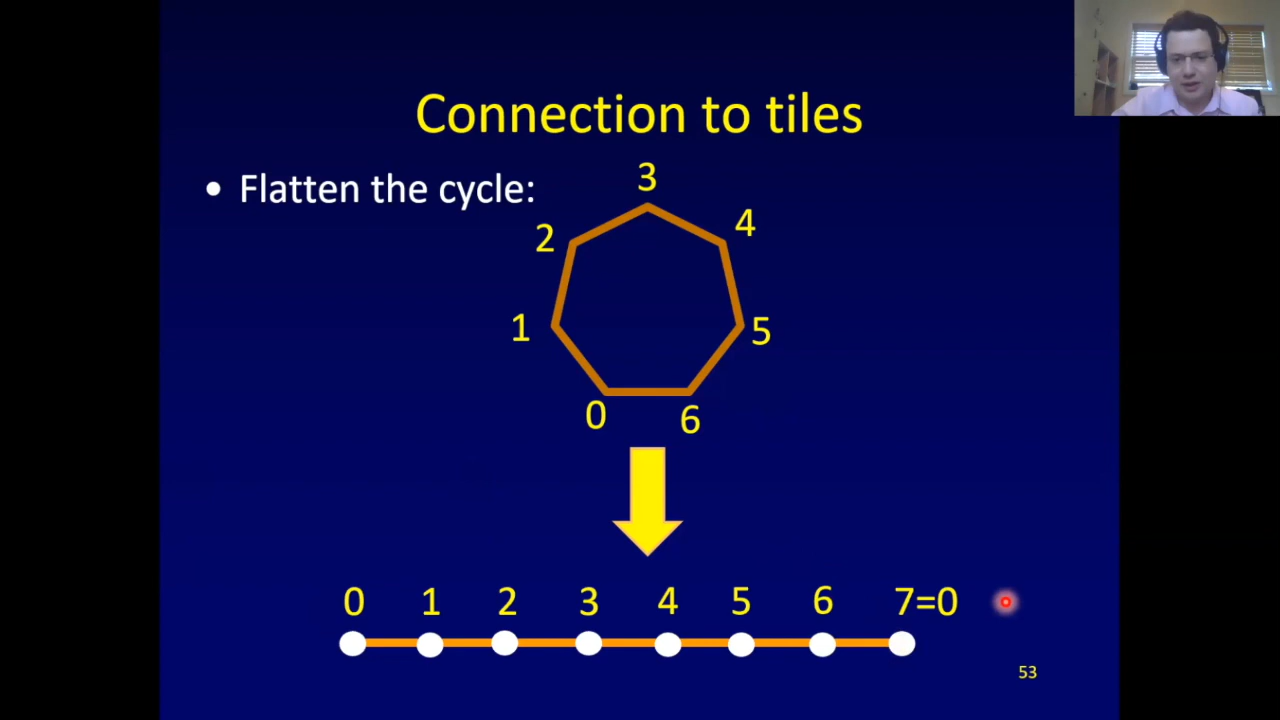 Connection to tiles
• Flatten the cycle:
3
2
4
1
5
0
6
0 1 2 3 4 5 6 7=0
53